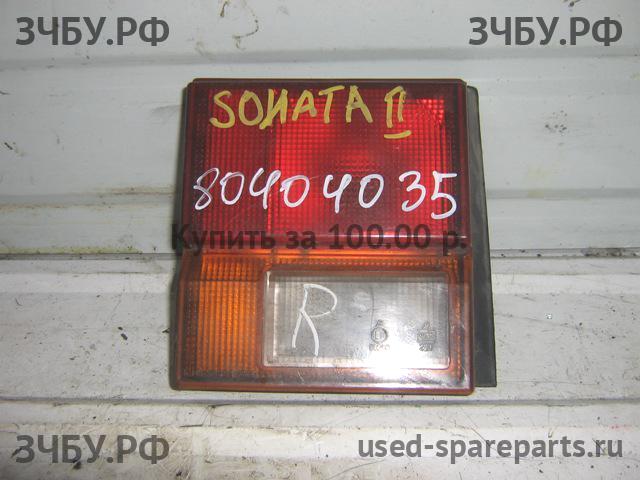 ЗЧБУ.РФ ЗЧБУ.РФ
SONATA II
80404035
Купить за 100.00 р.
R
ЗЧБУ.РФ used-spareparts.ru